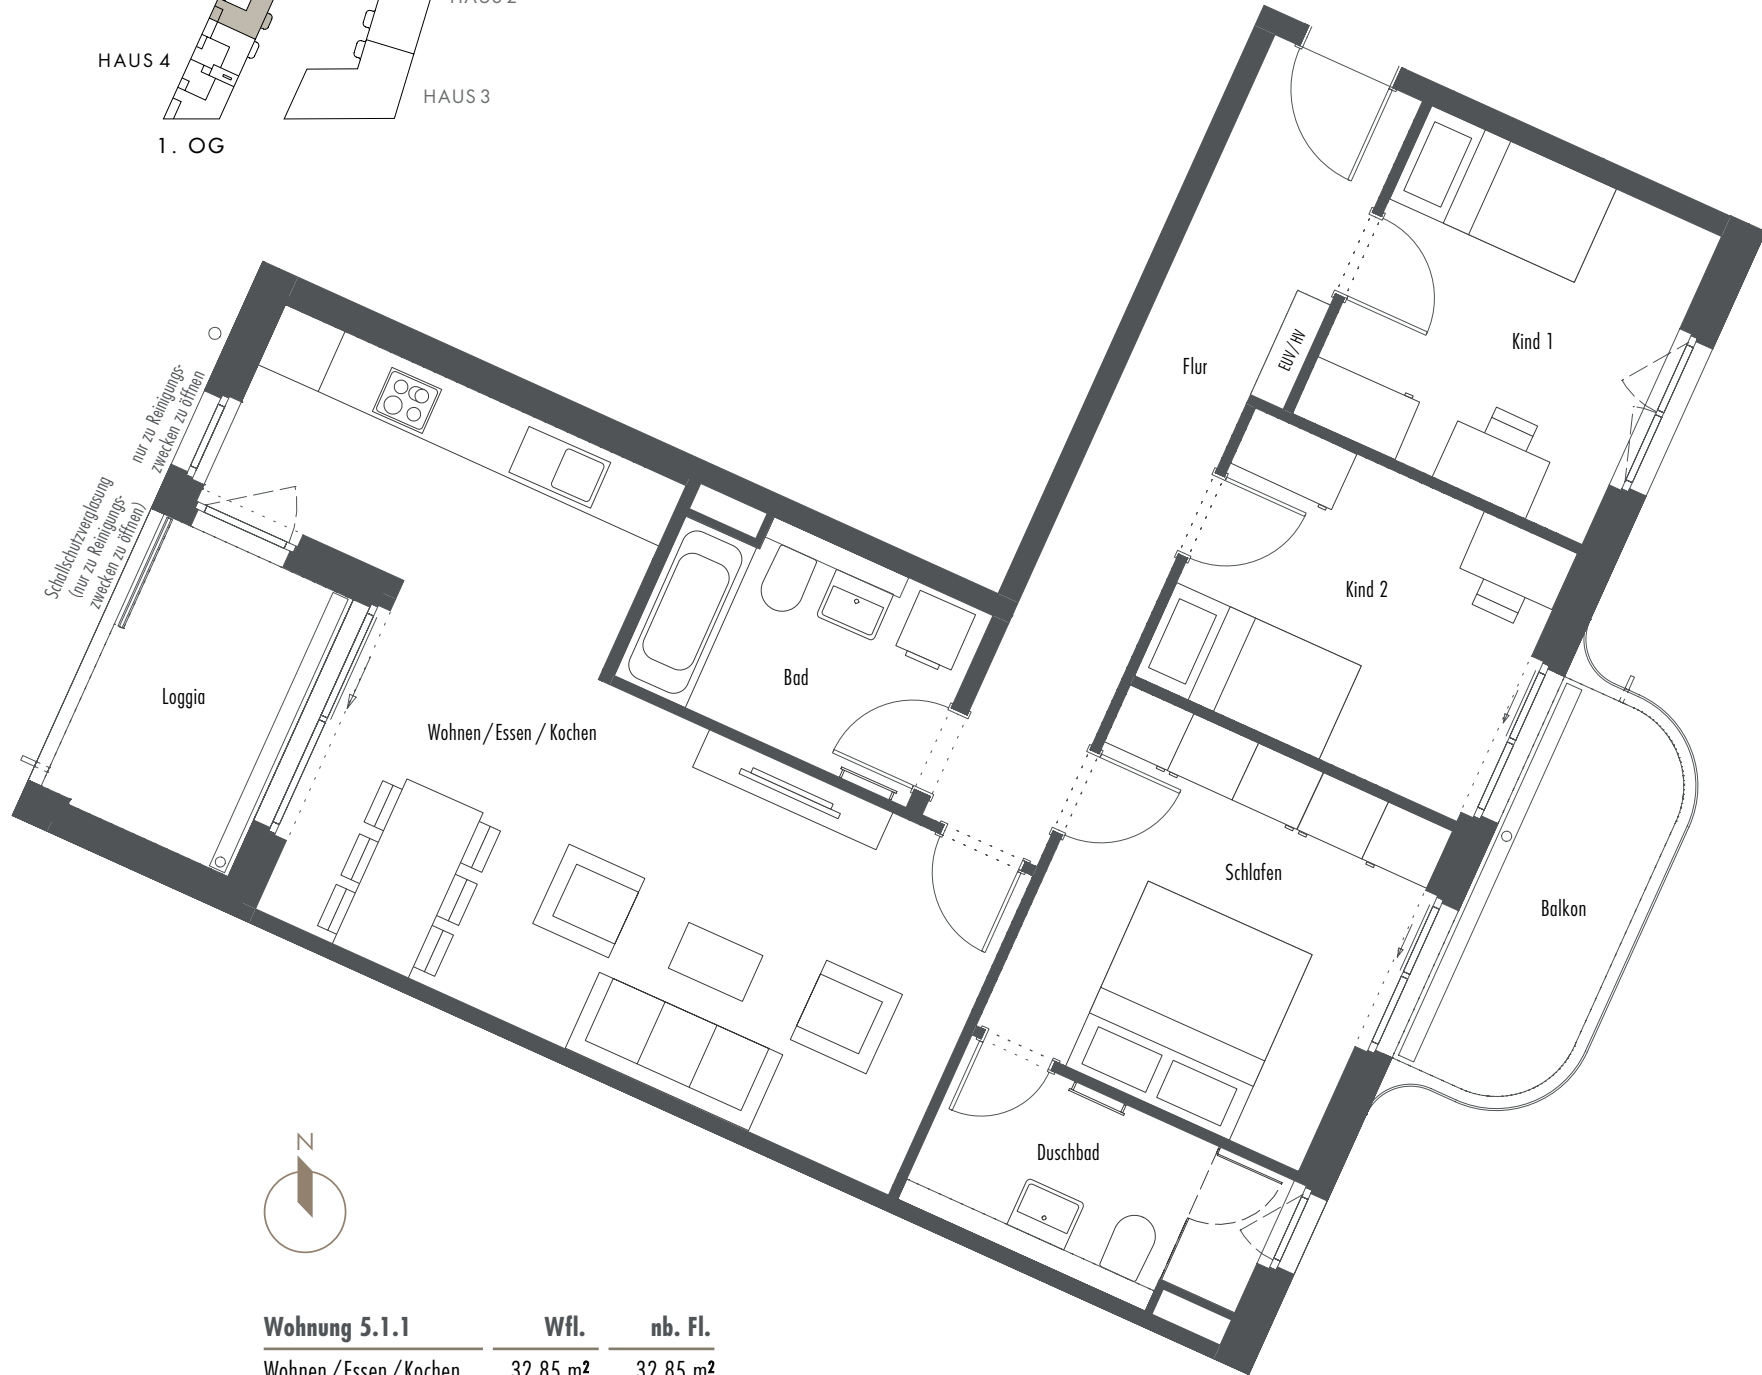 HAUS 2
HAUS 4
HAUS 3
1. OG
nur zu Reinigungs-
zwecken zu öffnen
Schallschutzverglasung
(nur zu Reinigungs-
zwecken zu öffnen)
Loggia
Wohnen / Essen / Kochen
Bad
Flur
EUV/HV
Kind 1
Kind 2
Schlafen
Balkon
Duschbad
N
Wohnung 5.1.1 Wfl. nb. Fl.
Wohnen / Essen / Kochen 32,85 m² 32,85 m²